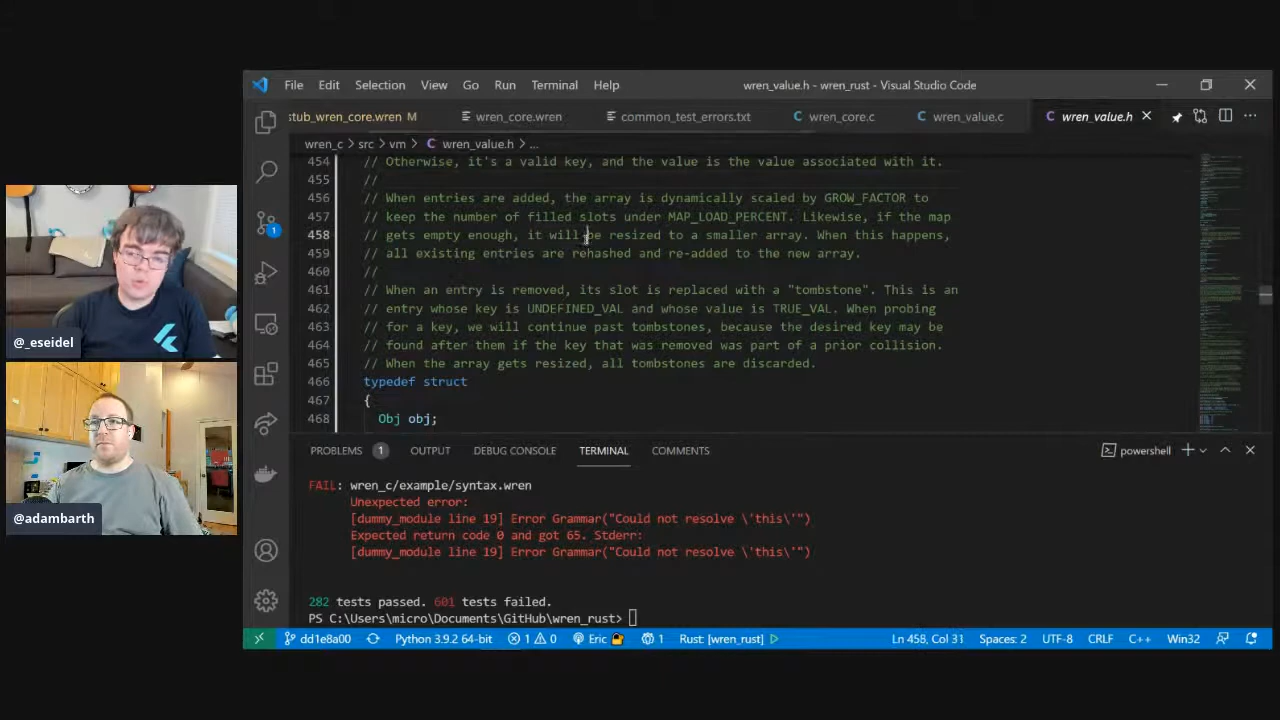 File Edit Selection View Go Run Terminal Help
wren_value.h - wren_rust - Visual Studio Code
stub_wren_core.wren M
wren_core.wren
common_test_errors.txt
wren_core.c
wren_value.c
wren_value.h
wren_c > src > vm > C wren_value.h > ...
454 // Otherwise, it's a valid key, and the value is the value associated with it.
455 //
456 // When entries are added, the array is dynamically scaled by GROW_FACTOR to
457 // keep the number of filled slots under MAP_LOAD_PERCENT. Likewise, if the map
458 // gets empty enough, it will be resized to a smaller array. When this happens,
459 // all existing entries are rehashed and re-added to the new array.
460 //
461 // When an entry is removed, its slot is replaced with a "tombstone". This is an
462 // entry whose key is UNDEFINED_VAL and whose value is TRUE_VAL. When probing
463 // for a key, we will continue past tombstones, because the desired key may be
464 // found after them if the key that was removed was part of a prior collision.
465 // When the array gets resized, all tombstones are discarded.
466 typedef struct
467 {
468 Obj obj;
@_eseidel
@adambarth
1
PROBLEMS 1 OUTPUT DEBUG CONSOLE TERMINAL COMMENTS
powershell
FAIL: wren_c/example/syntax.wren
Unexpected error:
[dummy_module line 19] Error Grammar("Could not resolve \'this\'")
Expected return code 0 and got 65. Stderr:
[dummy_module line 19] Error Grammar("Could not resolve \'this\'")
282 tests passed. 601 tests failed.
PS C:\Users\micro\Documents\GitHub\wren_rust>
dd1e8a00 Python 3.9.2 64-bit 1 0 Eric 1 Rust: [wren_rust] Ln 458, Col 31 Spaces: 2 UTF-8 CRLF C++ Win32